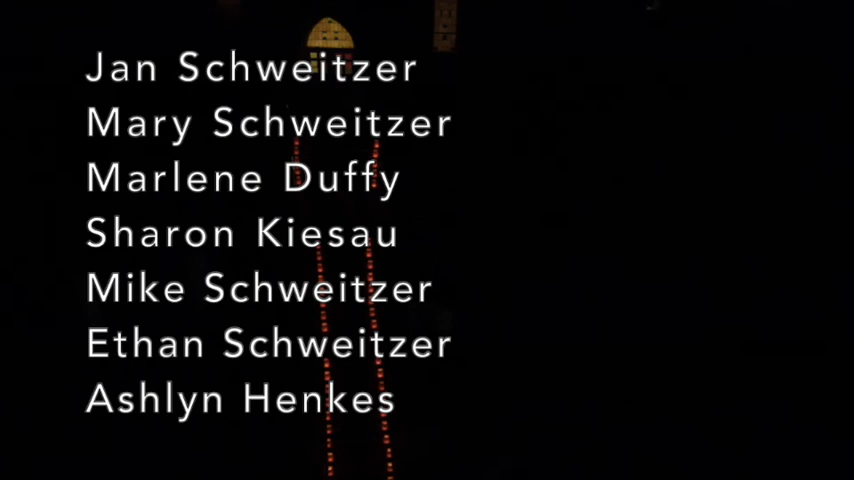 Jan Schweitzer
Mary Schweitzer
Marlene Duffy
Sharon Kiesau
Mike Schweitzer
Ethan Schweitzer
Ashlyn Henkes